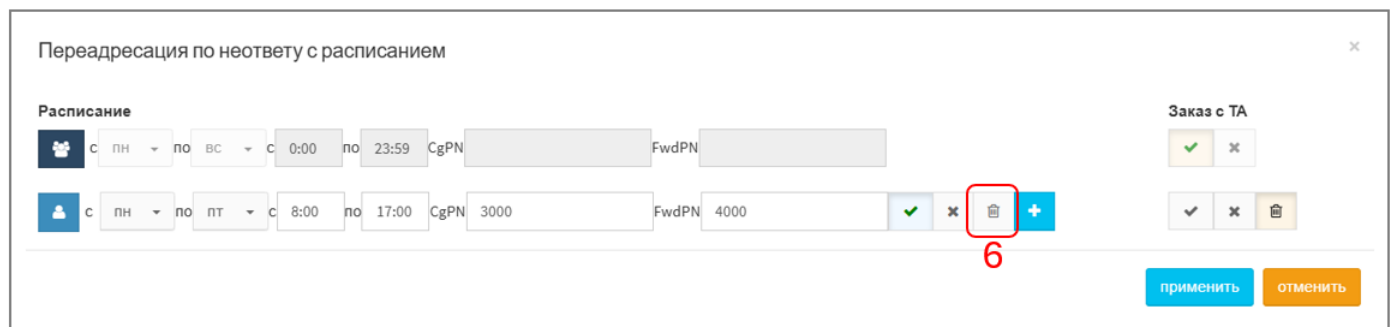 Переадресация по неответу с расписанием ×
Расписание Заказ с ТА
с пн по вс с 0:00 по 23:59 CgPN FwdPN
с пн по пт с 8:00 по 17:00 CgPN 3000 FwdPN 4000
6
применить отменить